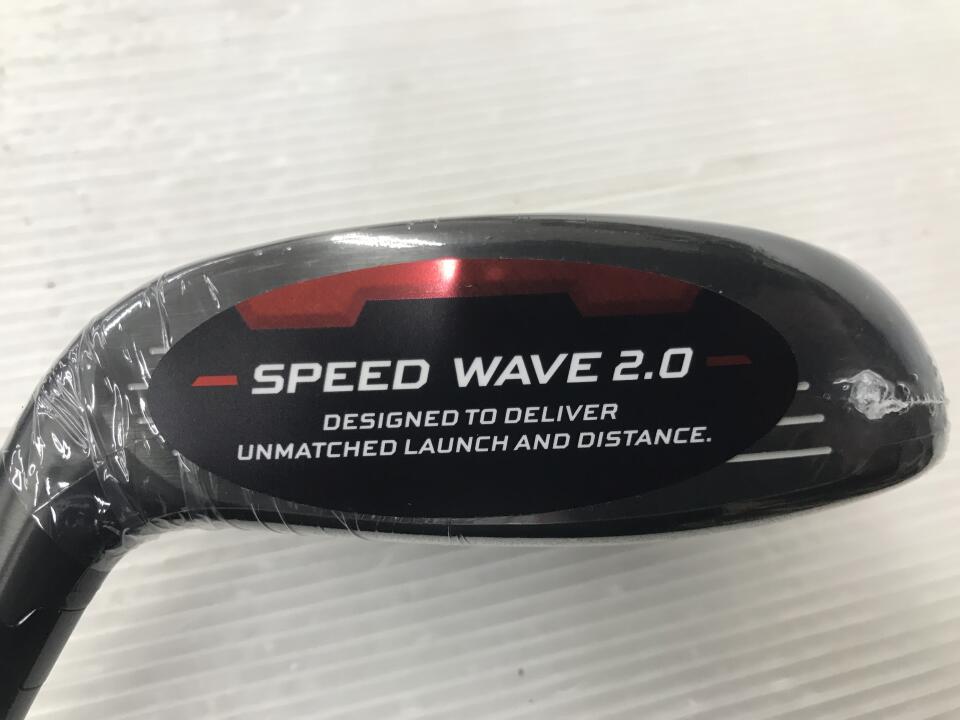 SPEED WAVE 2.0
DESIGNED TO DELIVER
UNMATCHED LAUNCH AND DISTANCE.